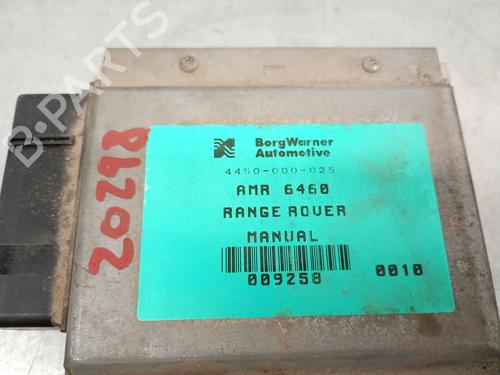 BorgWarner
Automotive
4450-000-025
AMR 6460
RANGE ROVER
MANUAL
009258
0010
20298
B-PARTS